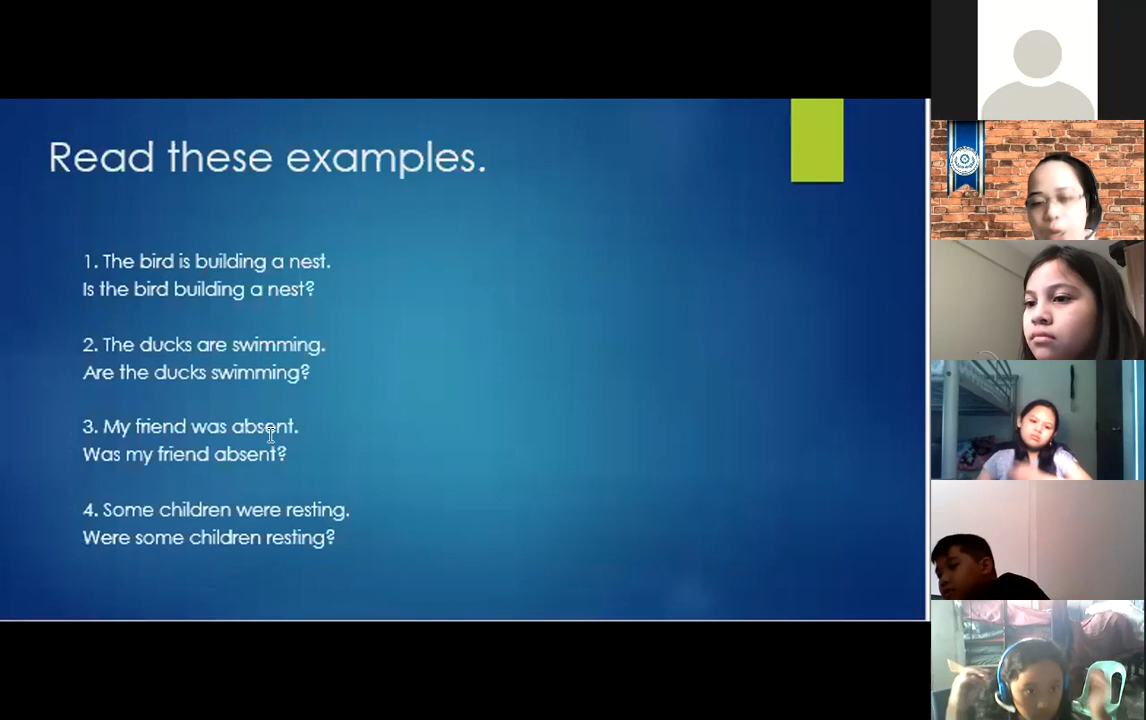 Read these examples.
1. The bird is building a nest.
Is the bird building a nest?
2. The ducks are swimming.
Are the ducks swimming?
3. My friend was absent.
Was my friend absent?
4. Some children were resting.
Were some children resting?